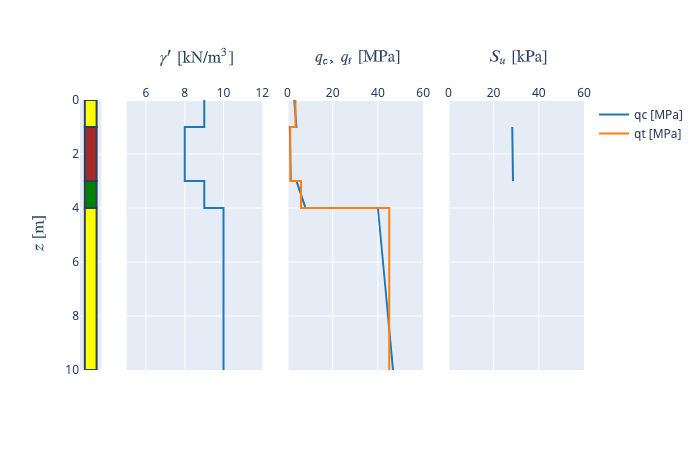 γ′ [kN/m³] q_c, q_t [MPa] S_u [kPa]
6 8 10 12 0 20 40 60 0 20 40 60
qc [MPa]
qt [MPa]
0
2
4
6
8
10
z [m]